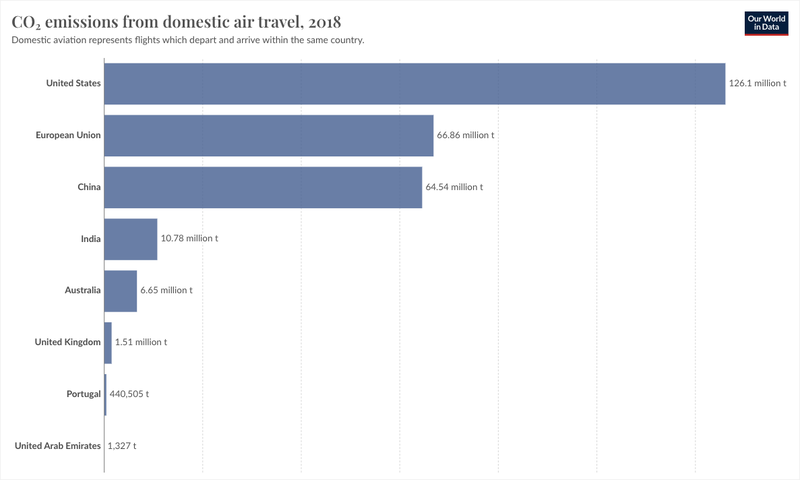 CO₂ emissions from domestic air travel, 2018
Our World
in Data
Domestic aviation represents flights which depart and arrive within the same country.
United States 126.1 million t
European Union 66.86 million t
China 64.54 million t
India 10.78 million t
Australia 6.65 million t
United Kingdom 1.51 million t
Portugal 440,505 t
United Arab Emirates 1,327 t